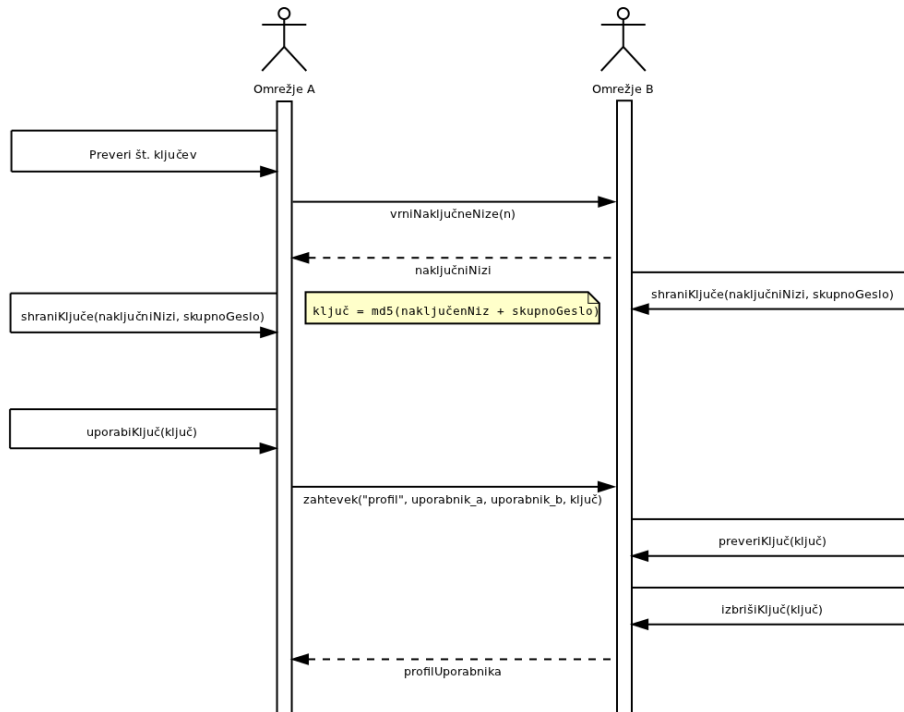 Omrežje A
Omrežje B
Preveri št. ključev
vrniNaključneNize(n)
naključniNizi
shraniKljuče(naključniNizi, skupnoGeslo)
ključ = md5(naključenNiz + skupnoGeslo)
shraniKljuče(naključniNizi, skupnoGeslo)
uporabiKljuč(ključ)
zahtevek("profil", uporabnik_a, uporabnik_b, ključ)
preveriKljuč(ključ)
izbrišiKljuč(ključ)
profilUporabnika